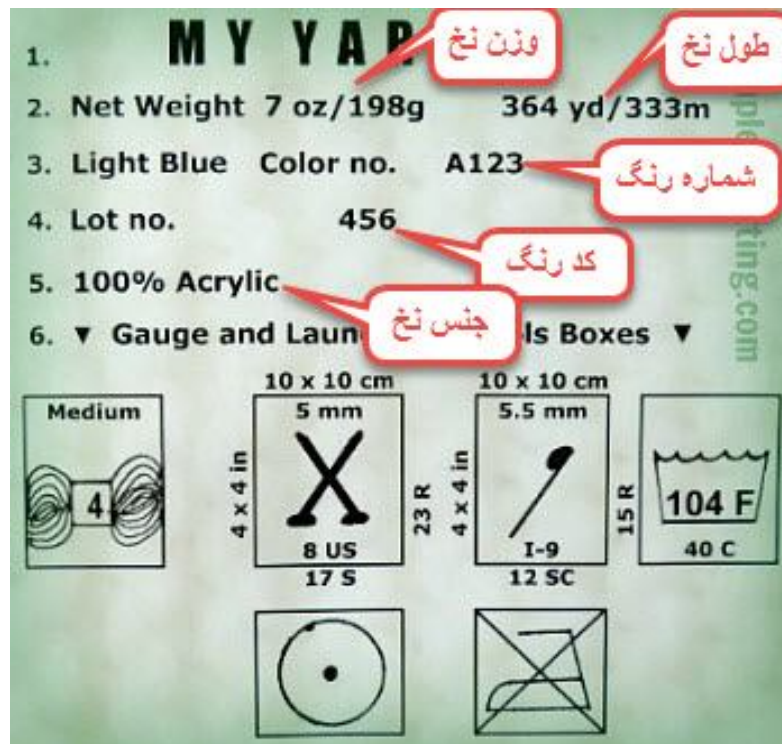 1. MY YAR
وزن نخ
طول نخ
2. Net Weight 7 oz/198g 364 yd/333m
3. Light Blue Color no. A123
شماره رنگ
4. Lot no. 456
کد رنگ
5. 100% Acrylic
جنس نخ
6. ▼ Gauge and Laun ls Boxes ▼
ting.com
10 x 10 cm 10 x 10 cm
Medium 5 mm 5.5 mm
4
4 x 4 in 23 R 4 x 4 in 15 R
104 F
8 US I-9 40 C
17 S 12 SC